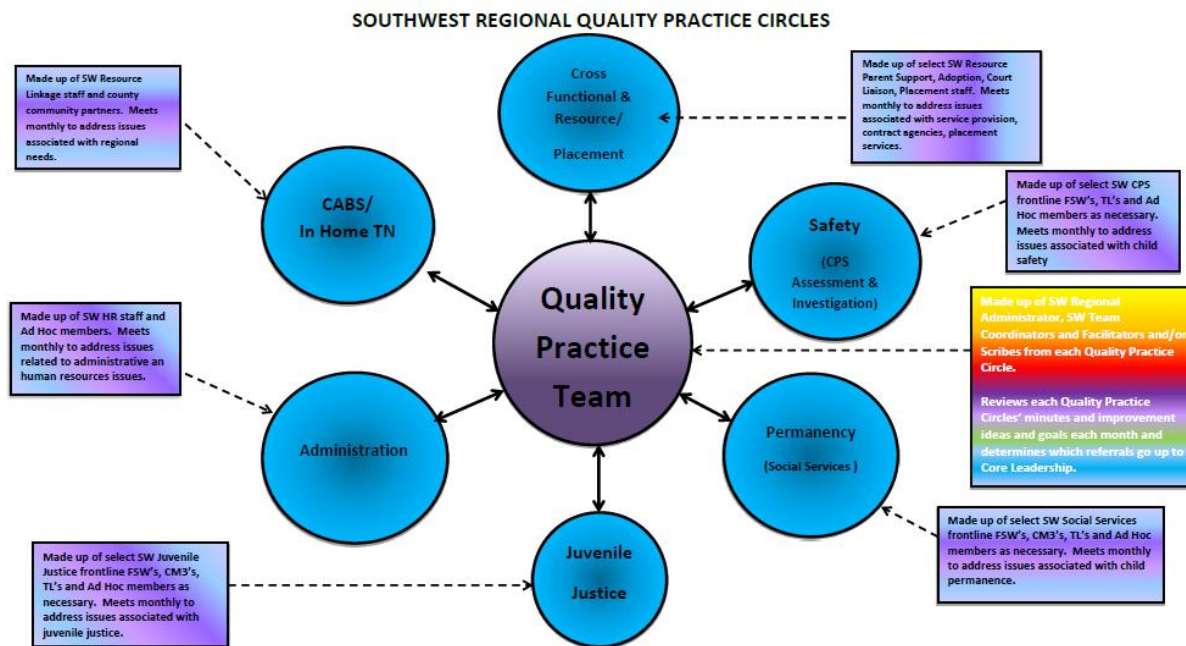 SOUTHWEST REGIONAL QUALITY PRACTICE CIRCLES
Made up of SW Resource
Linkage staff and county
community partners. Meets
monthly to address issues
associated with regional
needs.
Cross
Functional &
Resource/
Placement
Made up of select SW Resource
Parent Support, Adoption, Court
Liaison, Placement staff. Meets
monthly to address issues
associated with service provision,
contract agencies, placement
services.
CABS/
In Home TN
Safety
(CPS
Assessment &
Investigation)
Made up of select SW CPS
frontline FSW's, TL's and Ad
Hoc members as necessary.
Meets monthly to address
issues associated with child
safety
Quality
Practice
Team
Made up of SW HR staff and
Ad Hoc members. Meets
monthly to address issues
related to administrative an
human resources issues.
Made up of SW Regional
Administrator, SW Team
Coordinators and Facilitators and/or
Scribes from each Quality Practice
Circle.
Reviews each Quality Practice
Circles' minutes and improvement
ideas and goals each month and
determines which referrals go up to
Core Leadership.
Administration
Permanency
(Social Services )
Made up of select SW Juvenile
Justice frontline FSW's, CM3's,
TL's and Ad Hoc members as
necessary. Meets monthly to
address issues associated with
juvenile justice.
Juvenile
Justice
Made up of select SW Social Services
frontline FSW's, CM3's, TL's and Ad Hoc
members as necessary. Meets monthly
to address issues associated with child
permanence.